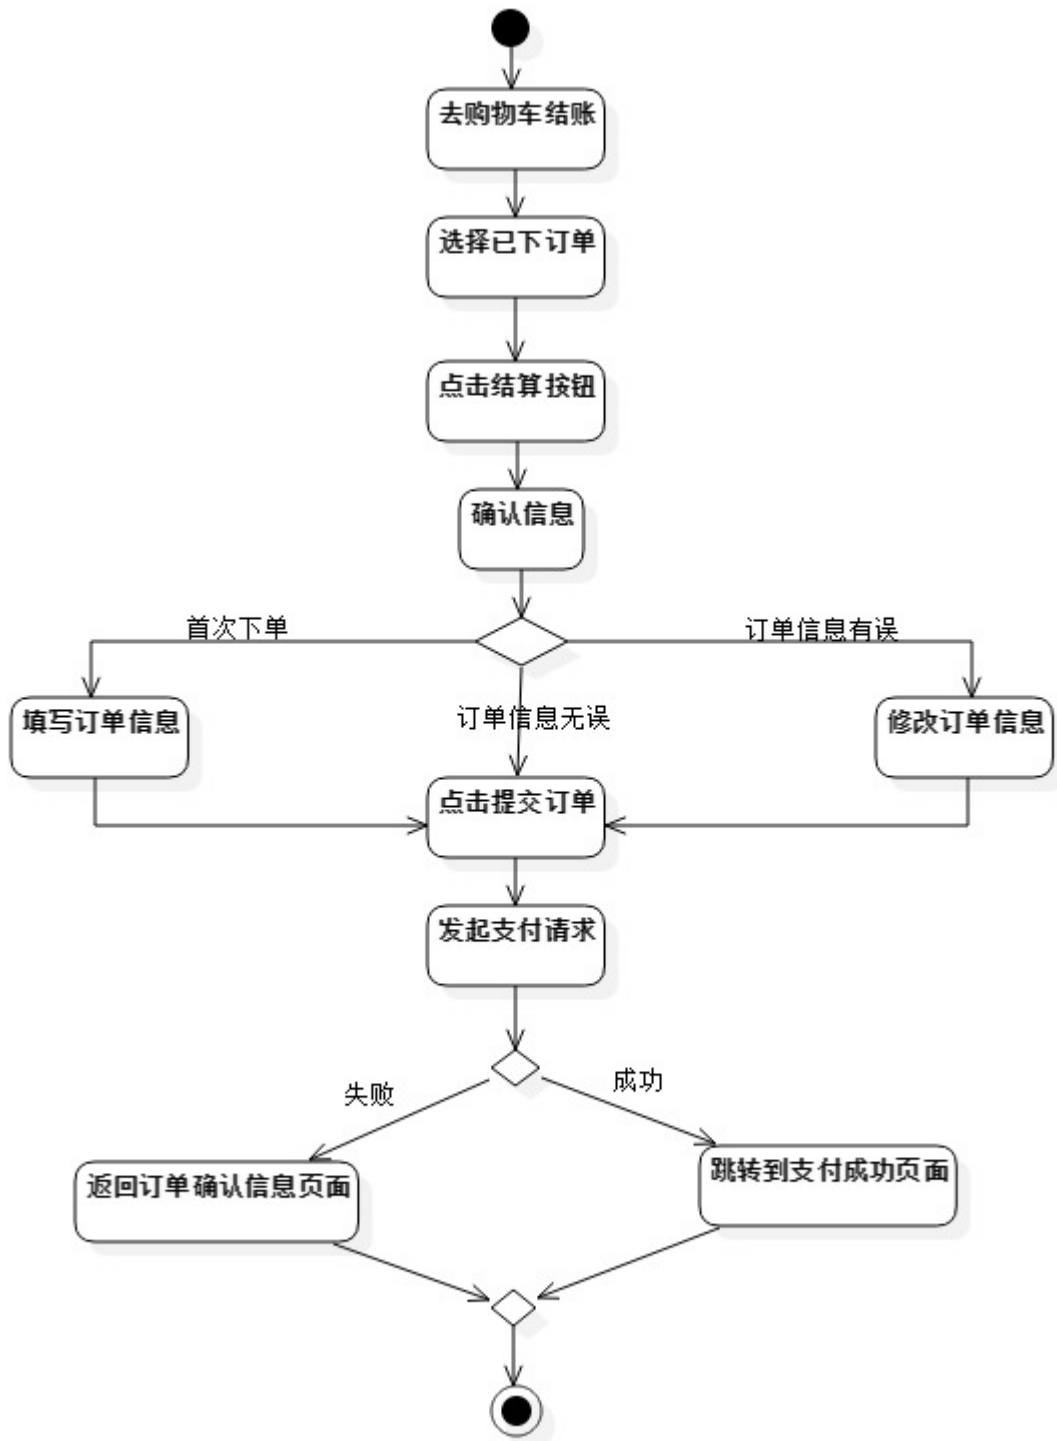 去购物车结账
选择已下订单
点击结算按钮
确认信息
首次下单
订单信息有误
填写订单信息
订单信息无误
修改订单信息
点击提交订单
发起支付请求
失败
成功
返回订单确认信息页面
跳转到支付成功页面